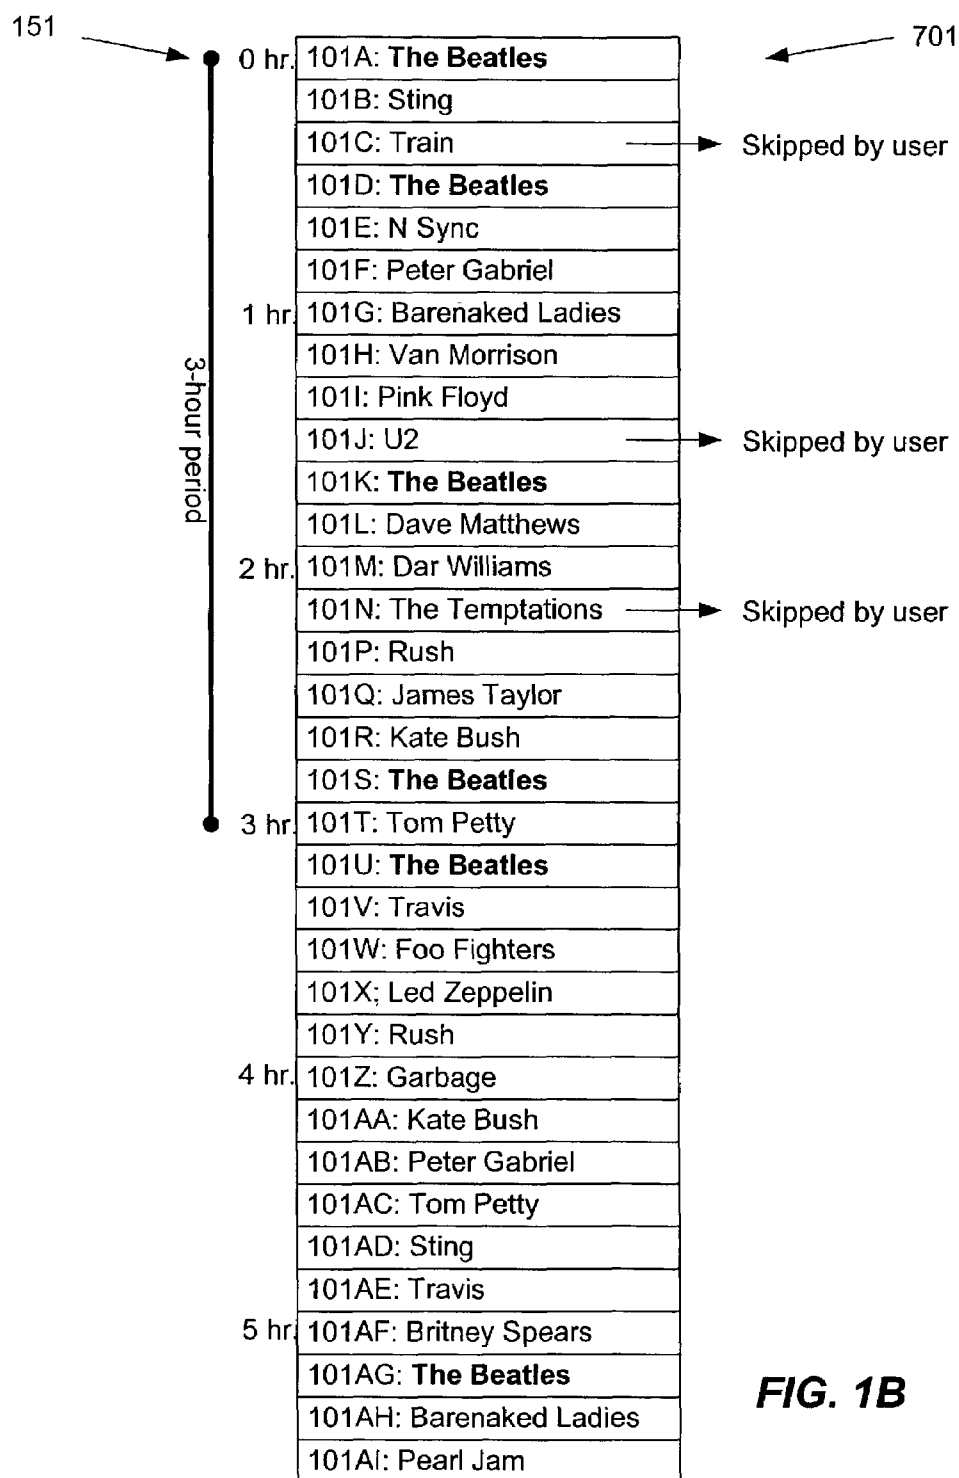 151
701
0 hr. 101A: The Beatles
101B: Sting
101C: Train Skipped by user
101D: The Beatles
101E: N Sync
101F: Peter Gabriel
1 hr. 101G: Barenaked Ladies
101H: Van Morrison
101I: Pink Floyd
101J: U2 Skipped by user
101K: The Beatles
101L: Dave Matthews
2 hr. 101M: Dar Williams
101N: The Temptations Skipped by user
101P: Rush
101Q: James Taylor
101R: Kate Bush
101S: The Beatles
3 hr. 101T: Tom Petty
3-hour period
101U: The Beatles
101V: Travis
101W: Foo Fighters
101X; Led Zeppelin
101Y: Rush
4 hr. 101Z: Garbage
101AA: Kate Bush
101AB: Peter Gabriel
101AC: Tom Petty
101AD: Sting
101AE: Travis
5 hr. 101AF: Britney Spears
101AG: The Beatles
101AH: Barenaked Ladies
101AI: Pearl Jam
FIG. 1B